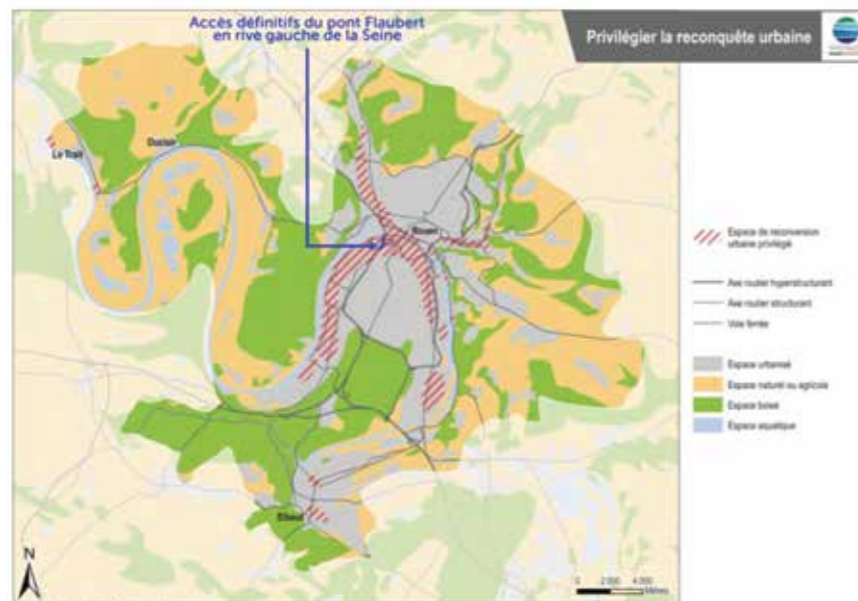 Accès définitifs du pont Flaubert
en rive gauche de la Seine
Privilégier la reconquête urbaine
Le Trait
Duclair
Rouen
Elbeuf
Espace de reconversion
urbaine privilégié
Axe routier hyperstructurant
Axe routier structurant
Voie ferrée
Espace urbanisé
Espace naturel ou agricole
Espace boisé
Espace aquatique
N
0 2 000 4 000
Mètres